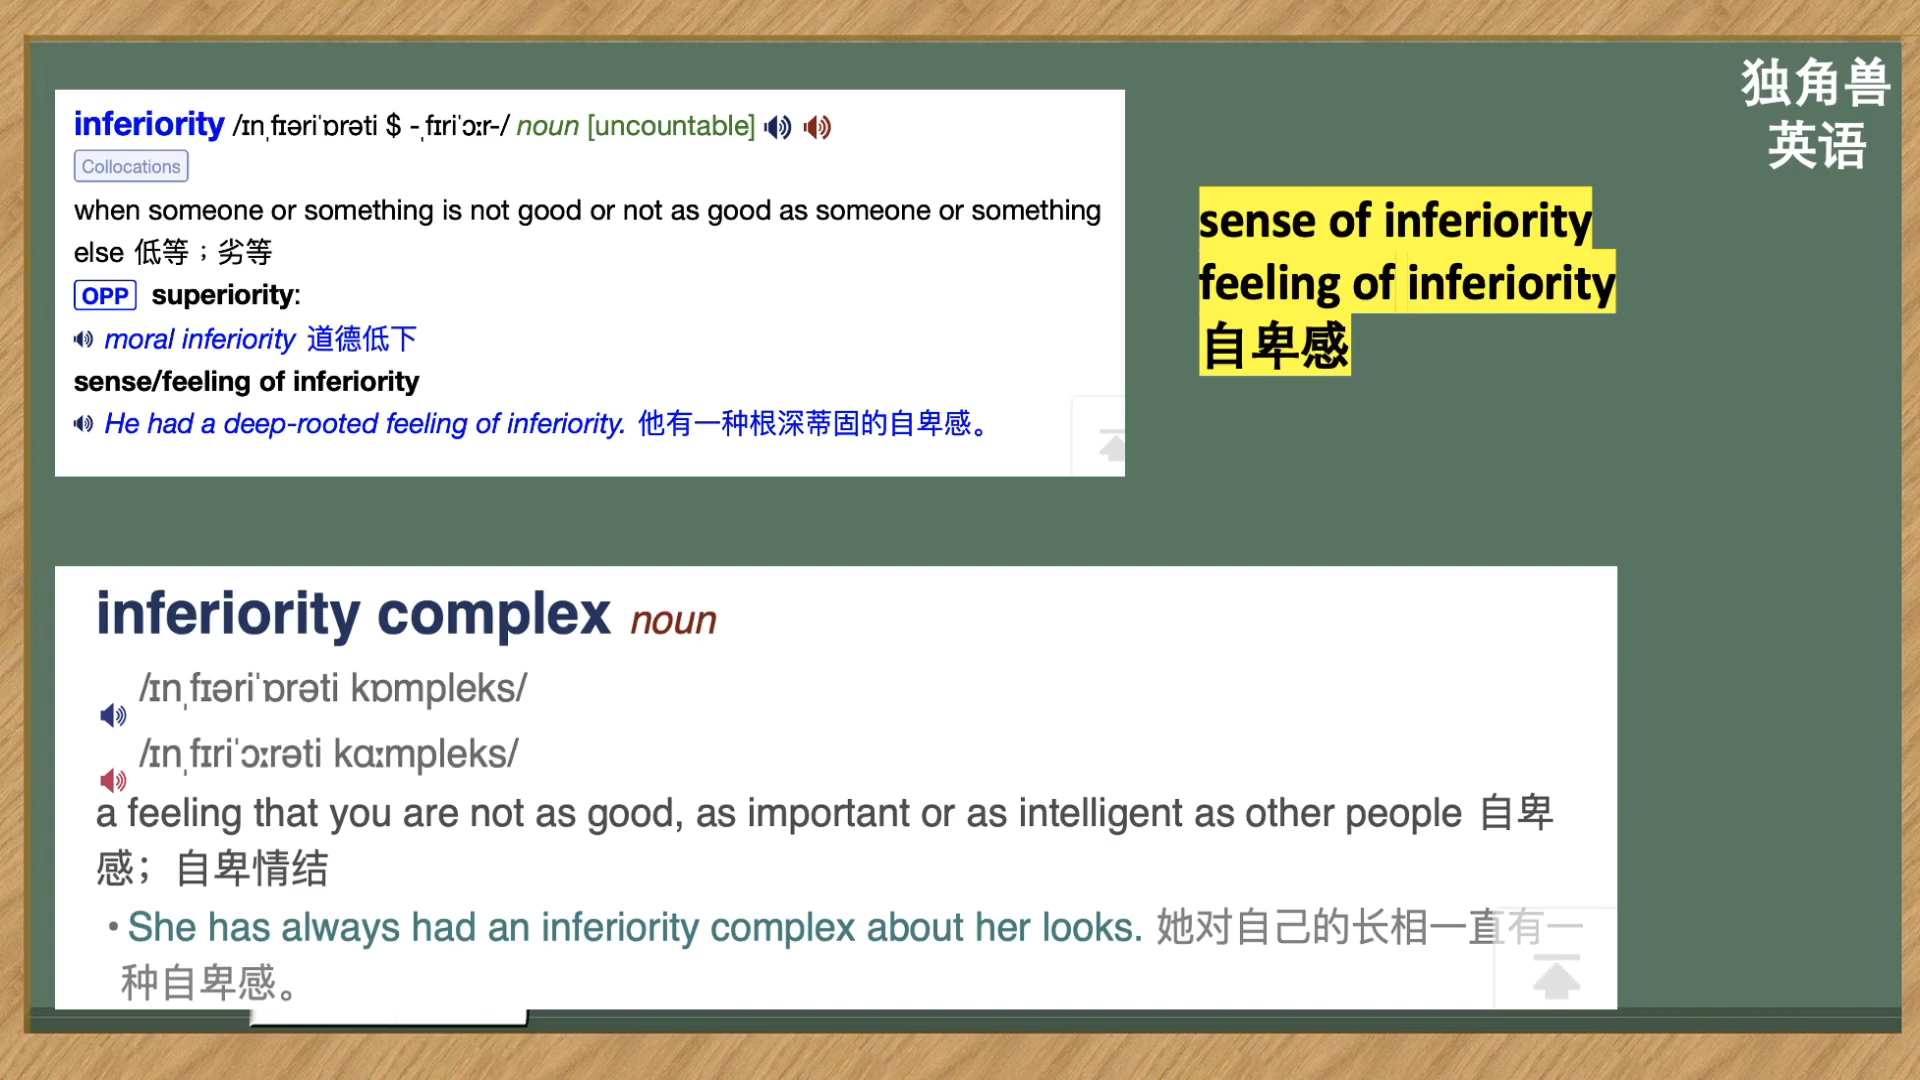 独角兽
英语
inferiority /ɪnˌfɪəriˈɒrəti $ -ˌfɪriˈɔːr-/ noun [uncountable]
Collocations
when someone or something is not good or not as good as someone or something
else 低等；劣等
OPP superiority:
moral inferiority 道德低下
sense/feeling of inferiority
He had a deep-rooted feeling of inferiority. 他有一种根深蒂固的自卑感。
sense of inferiority
feeling of inferiority
自卑感
inferiority complex noun
/ɪnˌfɪəriˈɒrəti kɒmpleks/
/ɪnˌfɪriˈɔːrəti kɑːmpleks/
a feeling that you are not as good, as important or as intelligent as other people 自卑
感；自卑情结
• She has always had an inferiority complex about her looks. 她对自己的长相一直有一
种自卑感。